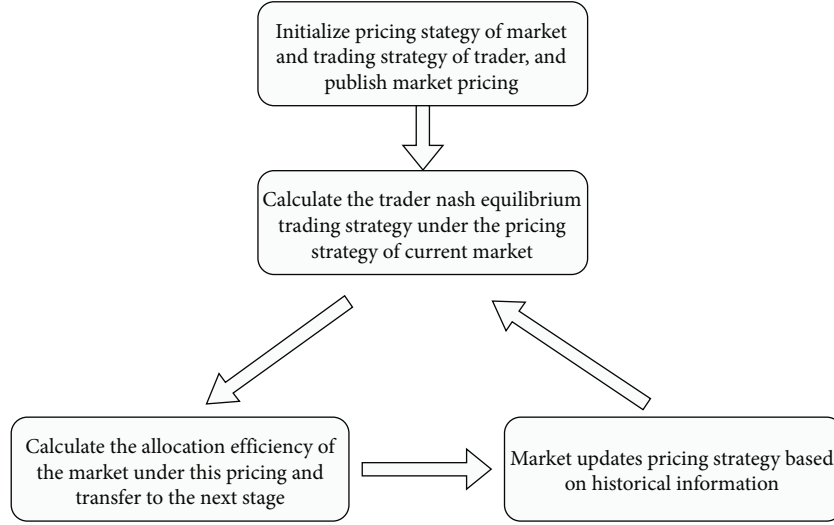 Initialize pricing stategy of market
and trading strategy of trader, and
publish market pricing
Calculate the trader nash equilibrium
trading strategy under the pricing
strategy of current market
Calculate the allocation efficiency of
the market under this pricing and
transfer to the next stage
Market updates pricing strategy based
on historical information